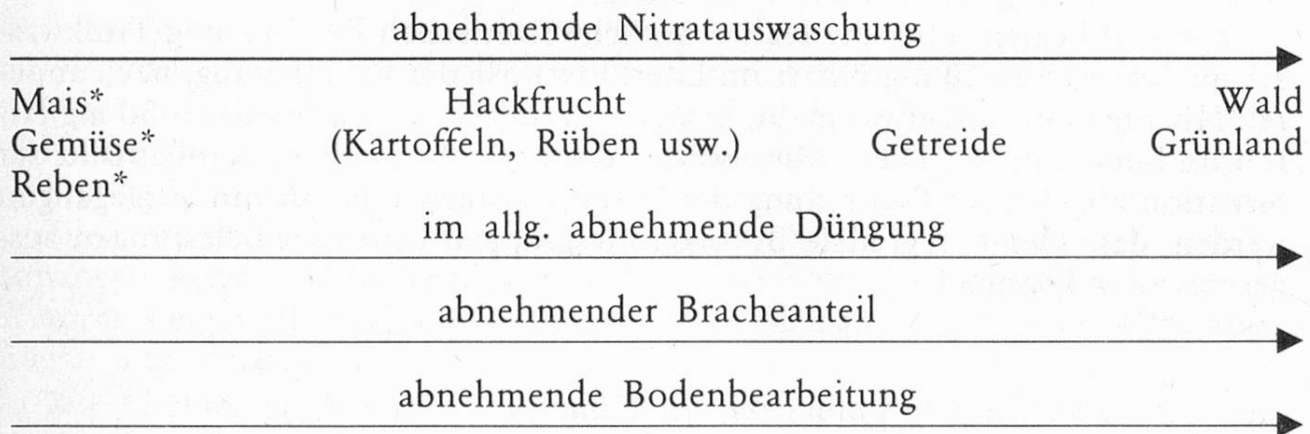 abnehmende Nitratauswaschung
Mais* Hackfrucht Wald
Gemüse* (Kartoffeln, Rüben usw.) Getreide Grünland
Reben*
im allg. abnehmende Düngung
abnehmender Bracheanteil
abnehmende Bodenbearbeitung